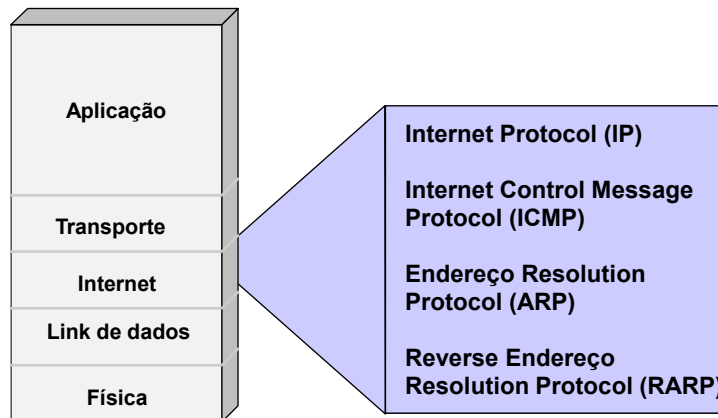 Aplicação
Transporte
Internet
Link de dados
Física
Internet Protocol (IP)
Internet Control Message
Protocol (ICMP)
Endereço Resolution
Protocol (ARP)
Reverse Endereço
Resolution Protocol (RARP)